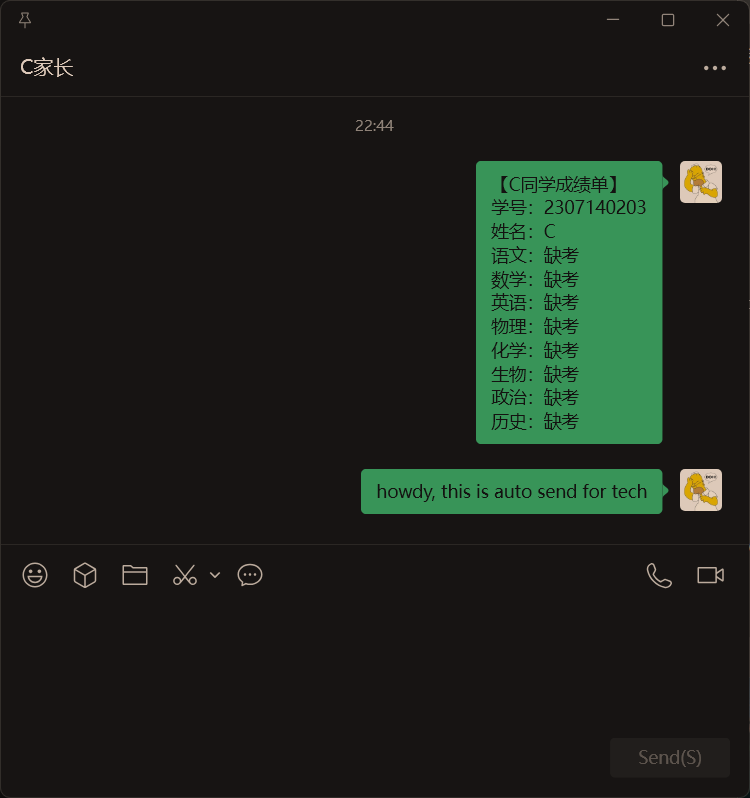 C家长
22:44
【C同学成绩单】
学号：2307140203
姓名：C
语文：缺考
数学：缺考
英语：缺考
物理：缺考
化学：缺考
生物：缺考
政治：缺考
历史：缺考
howdy, this is auto send for tech
Send(S)